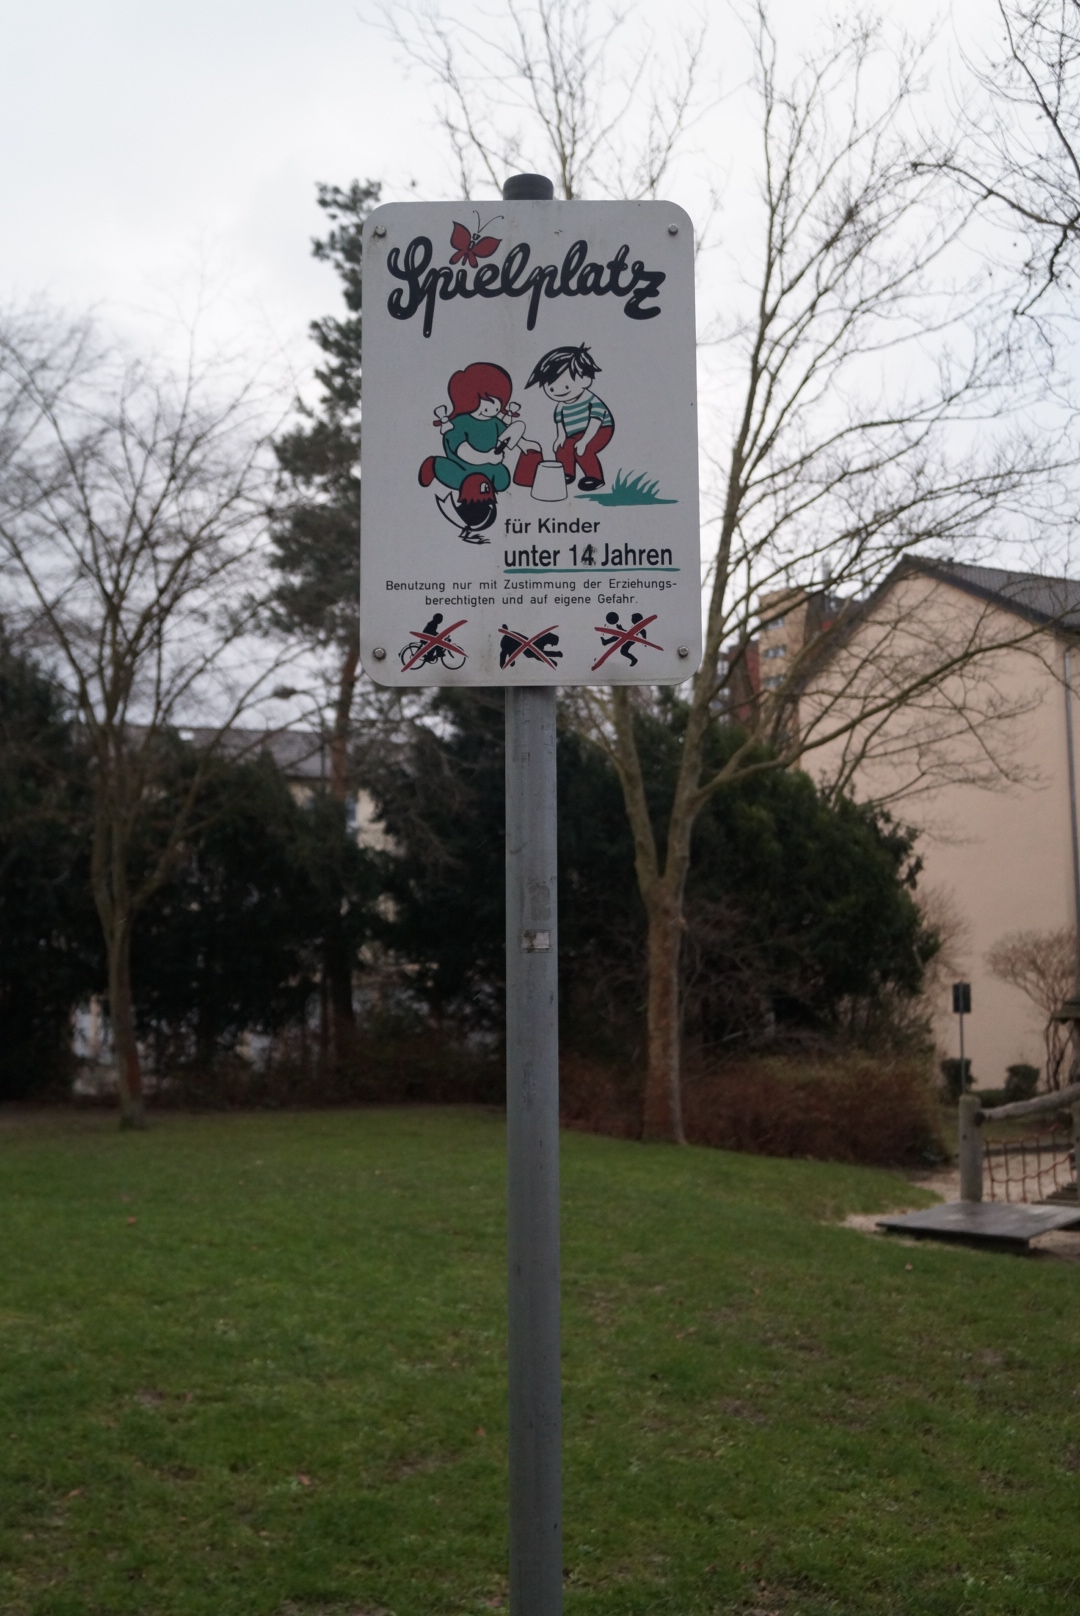 Spielplatz
für Kinder
unter 14 Jahren
Benutzung nur mit Zustimmung der Erziehungs-
berechtigten und auf eigene Gefahr.